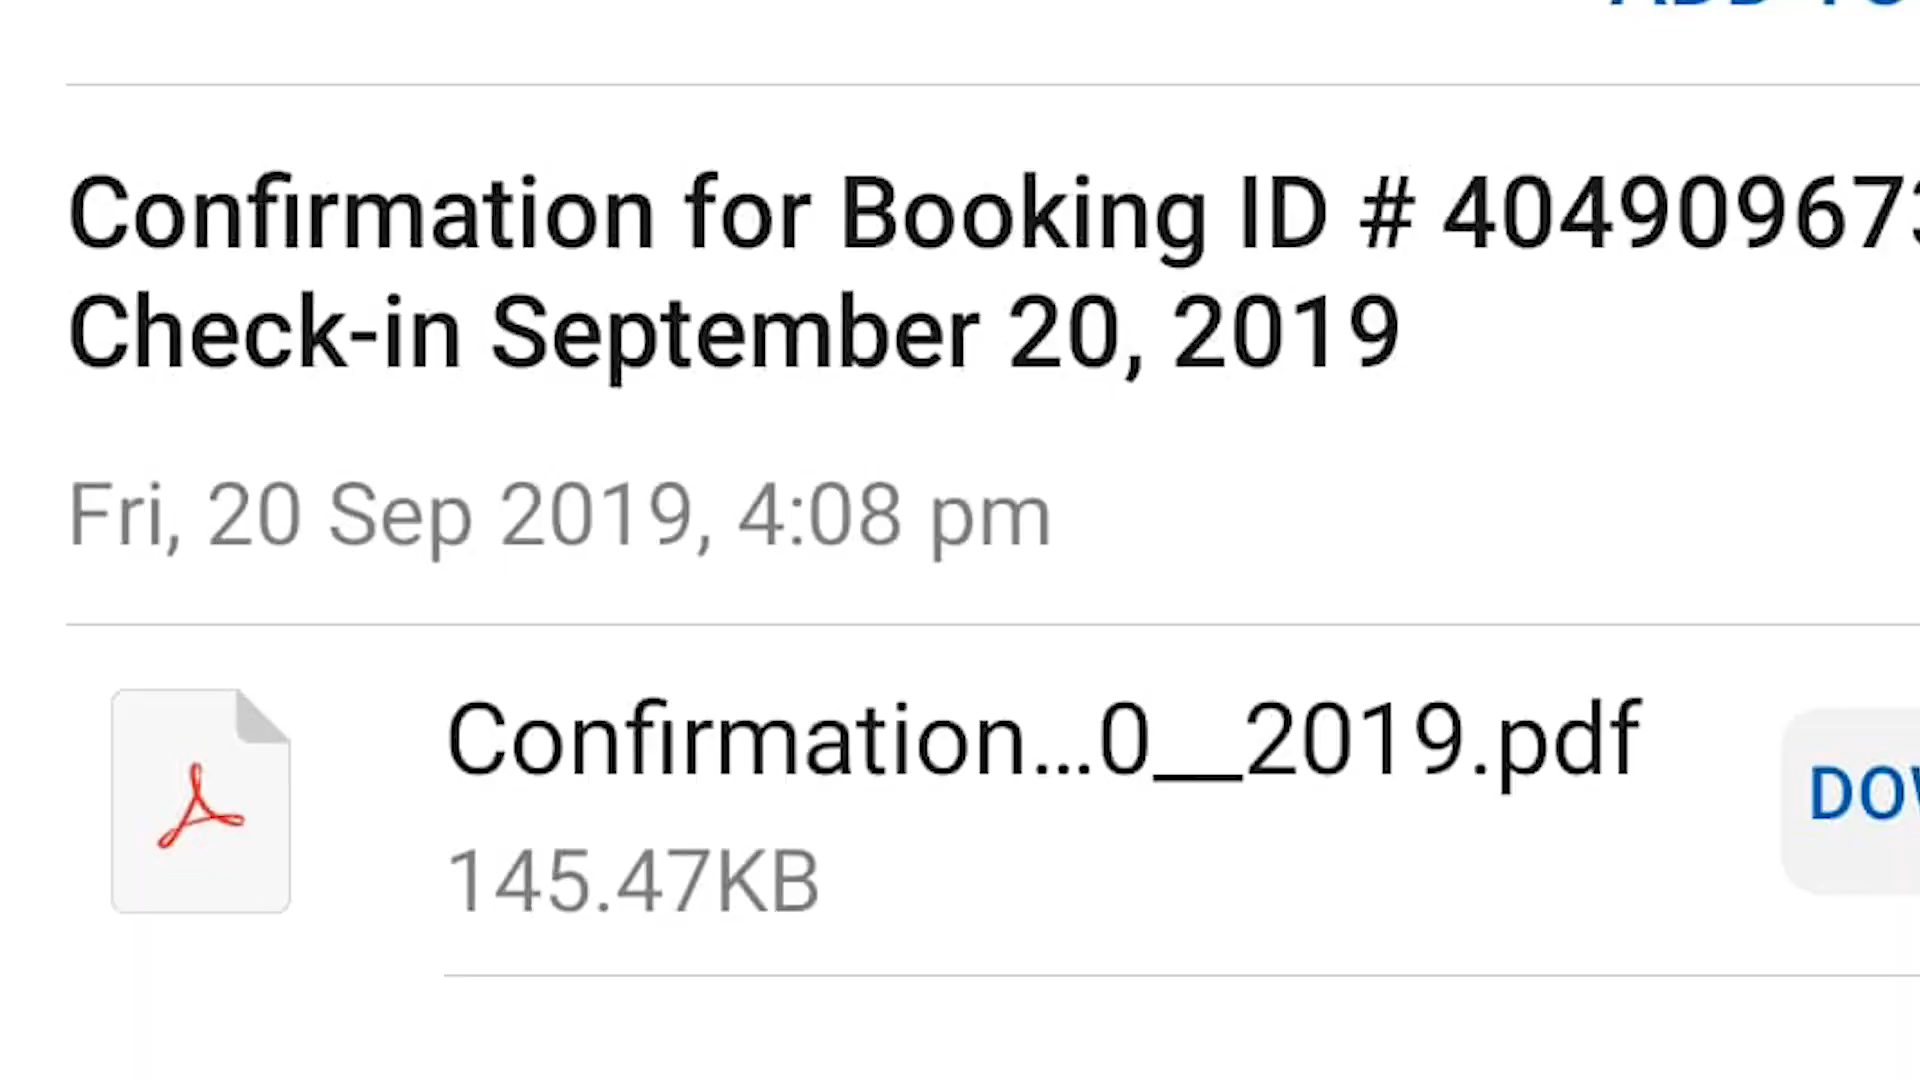 Confirmation for Booking ID # 40490967
Check-in September 20, 2019
Fri, 20 Sep 2019, 4:08 pm
Confirmation...0__2019.pdf
145.47KB